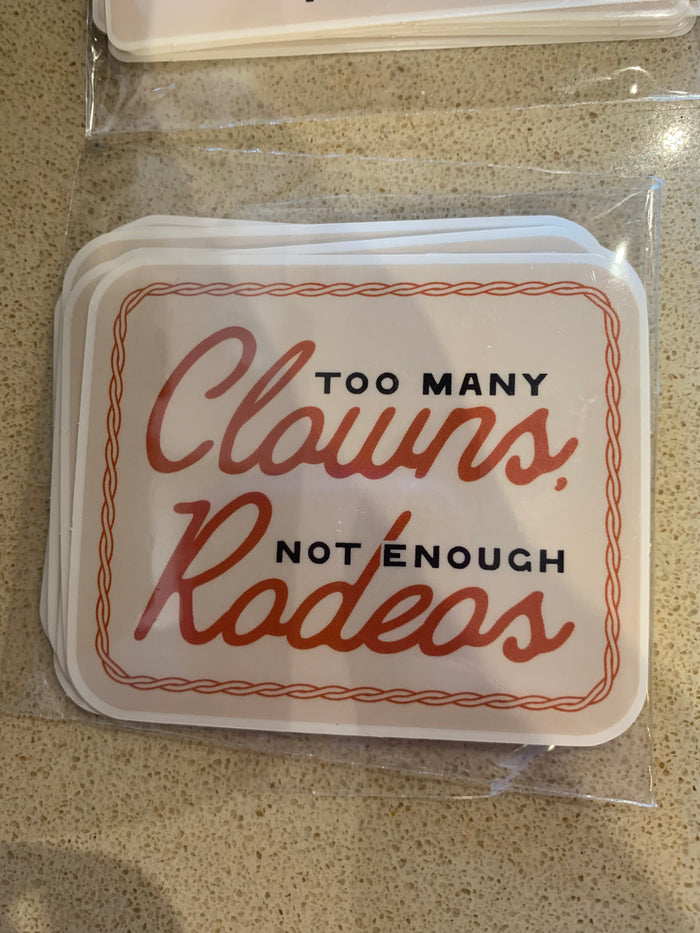 TOO MANY
Clowns,
NOT ENOUGH
Rodeos